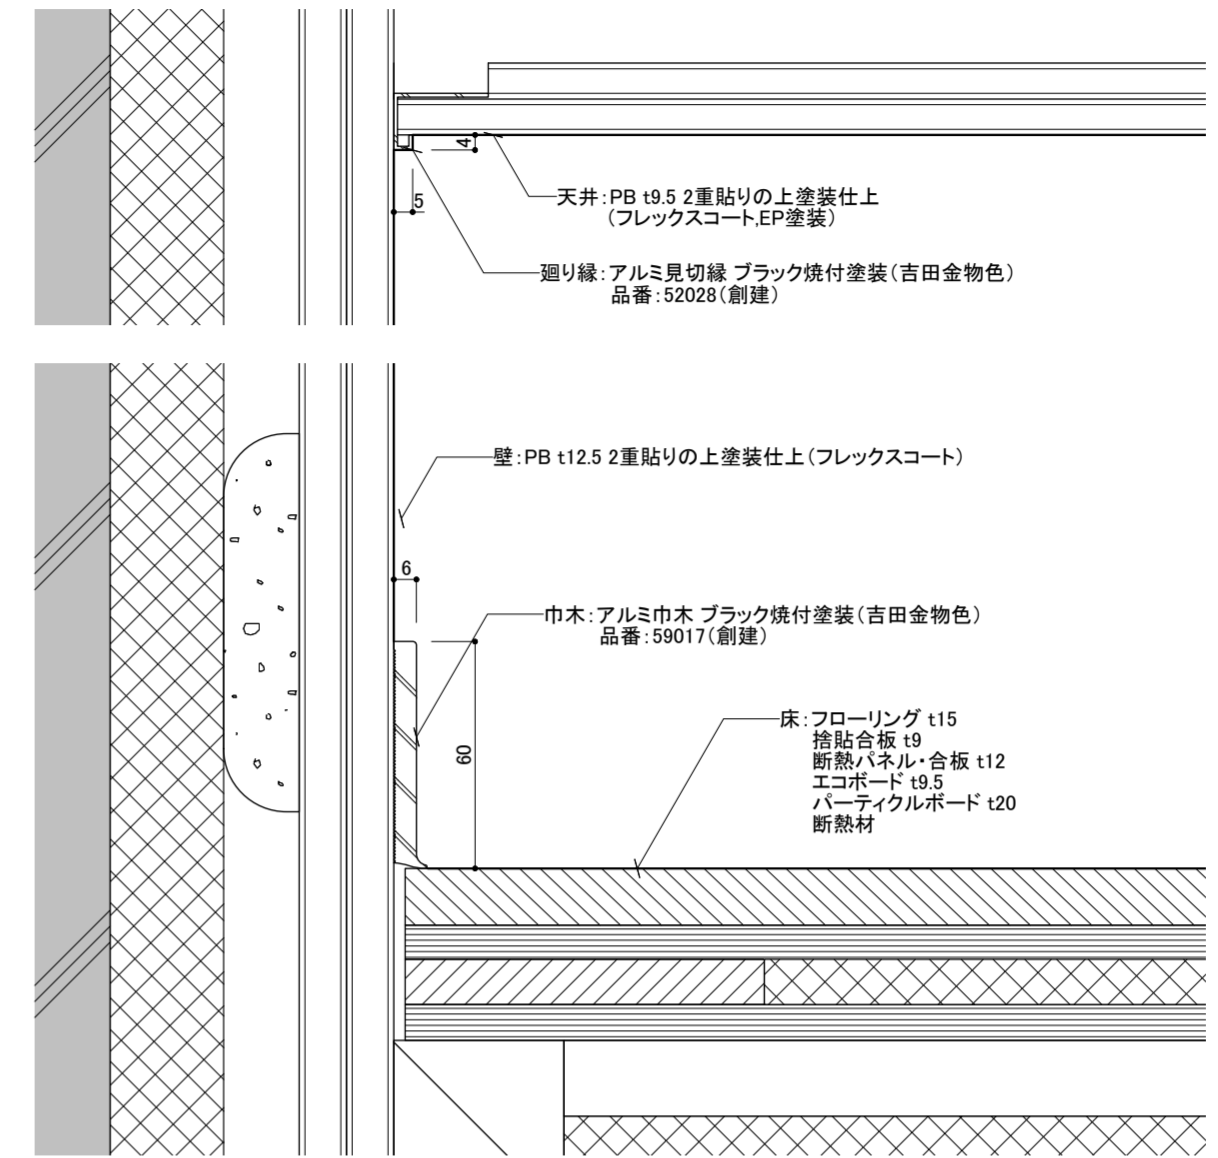 4
5
天井:PB t9.5 2重貼りの上塗装仕上
(フレックスコート,EP塗装)
廻り縁:アルミ見切縁 ブラック焼付塗装(吉田金物色)
品番:52028(創建)
壁:PB t12.5 2重貼りの上塗装仕上(フレックスコート)
6
巾木:アルミ巾木 ブラック焼付塗装(吉田金物色)
品番:59017(創建)
60
床:フローリング t15
捨貼合板 t9
断熱パネル・合板 t12
エコボード t9.5
パーティクルボード t20
断熱材